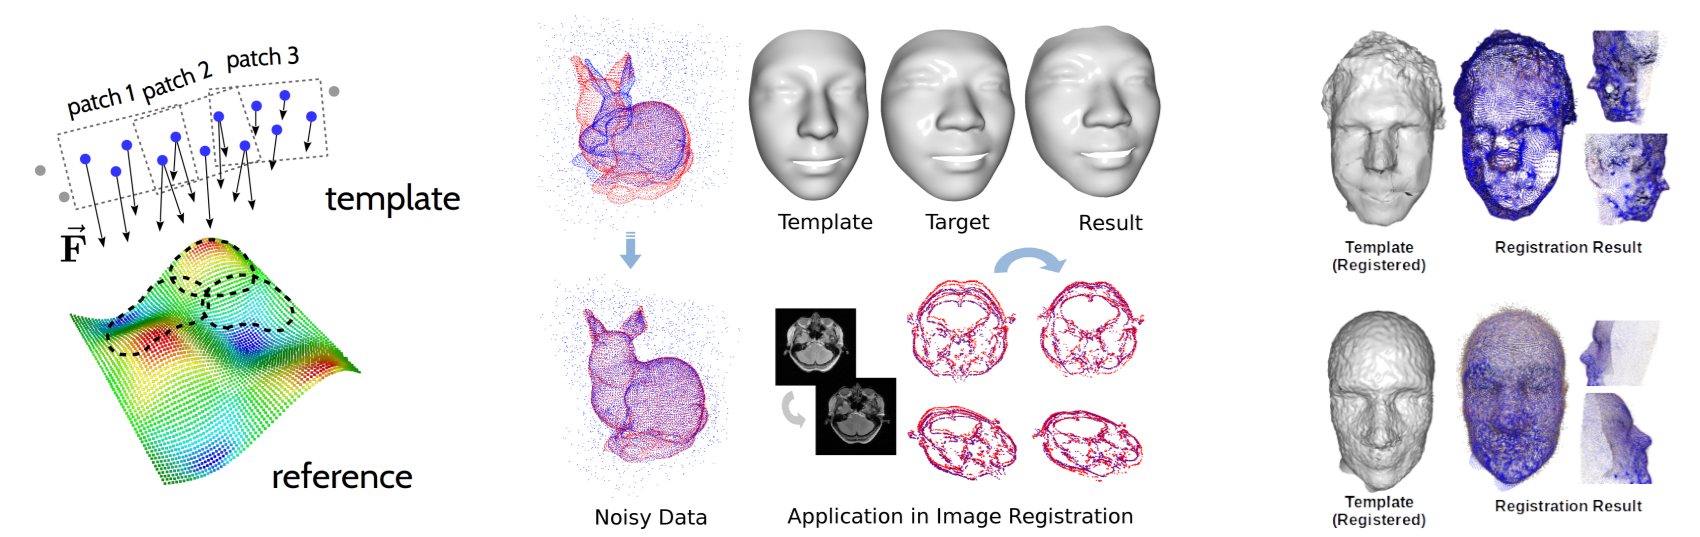 patch 1
patch 2
patch 3
template
F
reference
Noisy Data
Template
Target
Result
Application in Image Registration
Template
(Registered)
Registration Result
Template
(Registered)
Registration Result